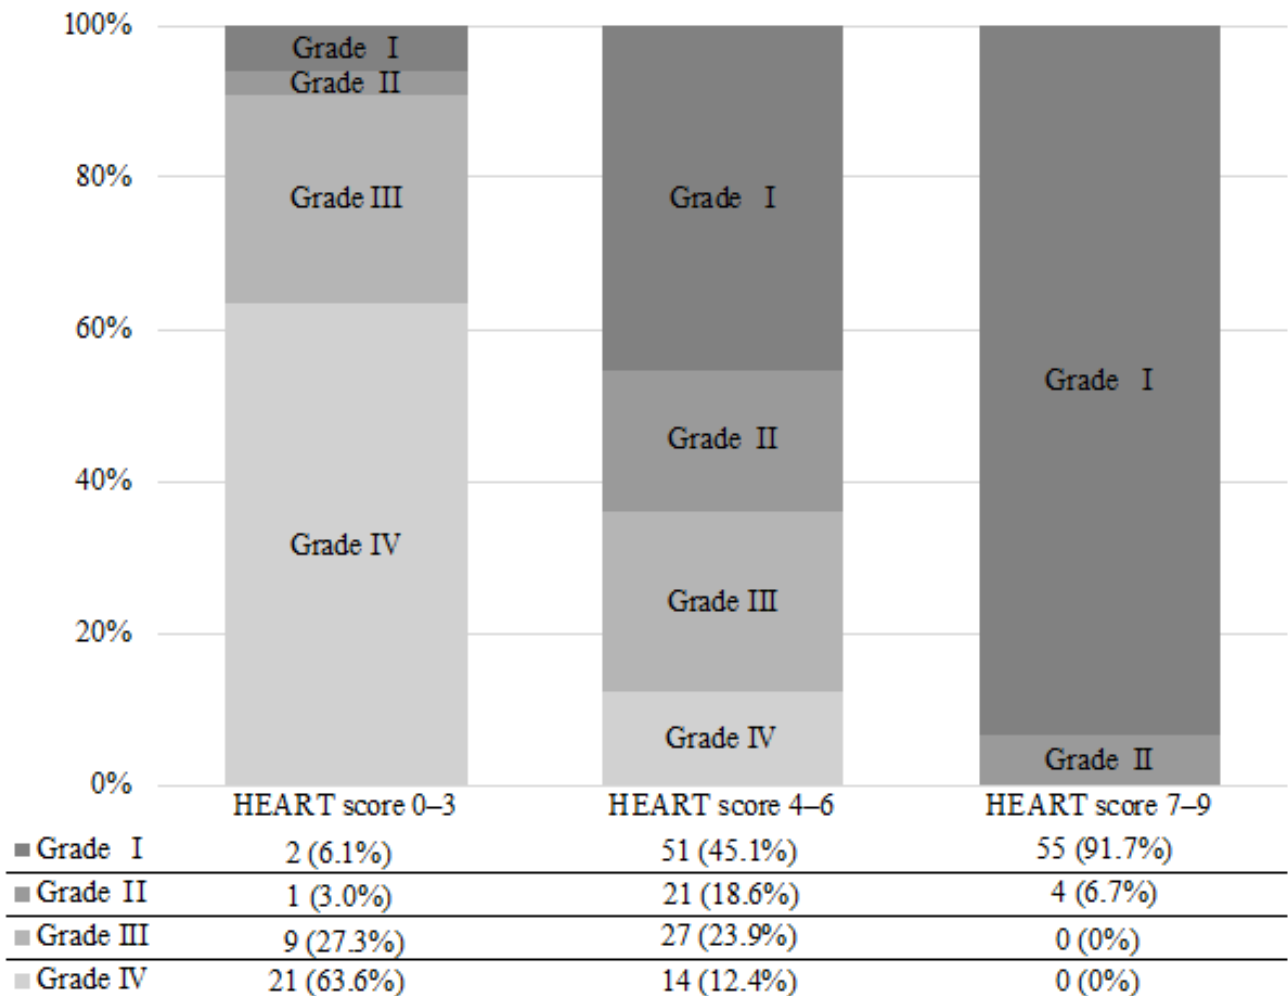 100%
80%
60%
40%
20%
0%
Grade I
Grade II
Grade III
Grade IV
Grade I
Grade II
Grade III
Grade IV
Grade I
Grade II
HEART score 0–3 HEART score 4–6 HEART score 7–9
Grade I 2 (6.1%) 51 (45.1%) 55 (91.7%)
Grade II 1 (3.0%) 21 (18.6%) 4 (6.7%)
Grade III 9 (27.3%) 27 (23.9%) 0 (0%)
Grade IV 21 (63.6%) 14 (12.4%) 0 (0%)